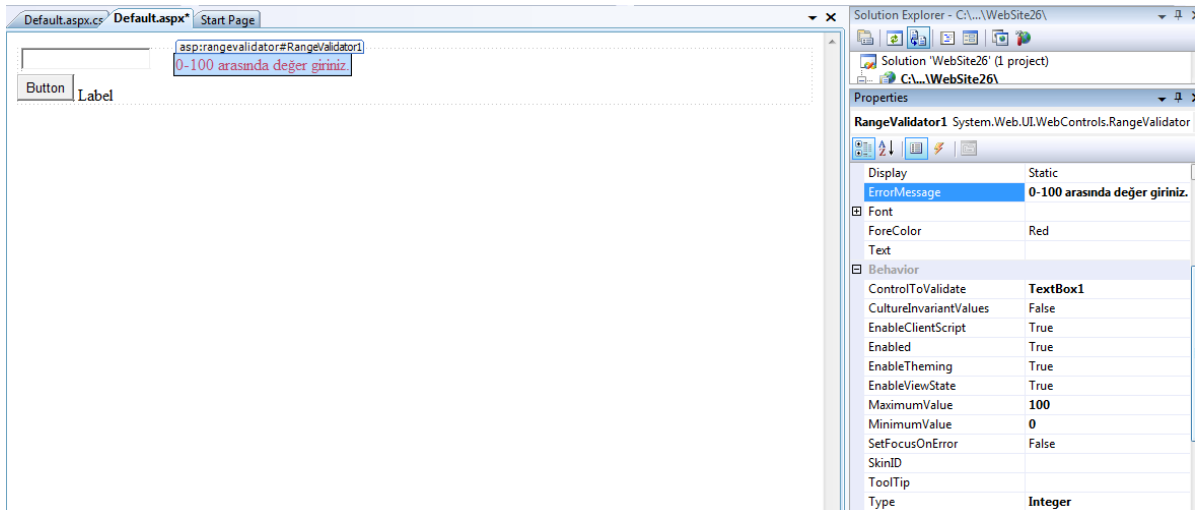 Default.aspx.cs Default.aspx* Start Page
asp:rangevalidator#RangeValidator1
0-100 arasında değer giriniz.
Button Label
Solution Explorer - C:\...\WebSite26\
Solution 'WebSite26' (1 project)
C:\...\WebSite26\
Properties
RangeValidator1 System.Web.UI.WebControls.RangeValidator
Display Static
ErrorMessage 0-100 arasında değer giriniz.
Font
ForeColor Red
Text
Behavior
ControlToValidate TextBox1
CultureInvariantValues False
EnableClientScript True
Enabled True
EnableTheming True
EnableViewState True
MaximumValue 100
MinimumValue 0
SetFocusOnError False
SkinID
ToolTip
Type Integer